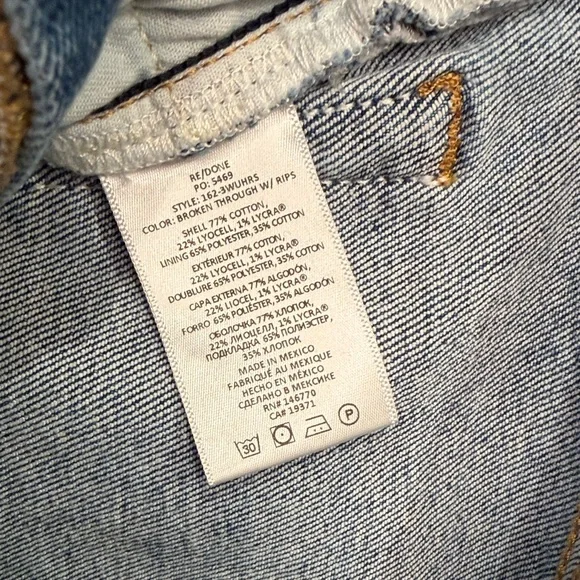 RE/DONE
PO: 5469
STYLE: 162-3WUHRS
COLOR: BROKEN THROUGH W/ RIPS
SHELL 77% COTTON,
22% LYOCELL, 1% LYCRA®
LINING 65% POLYESTER, 35% COTTON
EXTÉRIEUR 77% COTON,
22% LYOCELL, 1% LYCRA®
DOUBLURE 65% POLYESTER, 35% COTON
CAPA EXTERNA 77% ALGODÓN,
22% LIOCEL, 1% LYCRA®
FORRO 65% POLIÉSTER, 35% ALGODÓN
ОБОЛОЧКА 77% ХЛОПОК,
22% ЛИОЦЕЛЛ, 1% LYCRA®
ПОДКЛАДКА 65% ПОЛИЭСТЕР,
35% ХЛОПОК
MADE IN MEXICO
FABRIQUÉ AU MEXIQUE
HECHO EN MÉXICO
СДЕЛАНО В МЕКСИКЕ
RN# 146770
CA# 19371
30 P